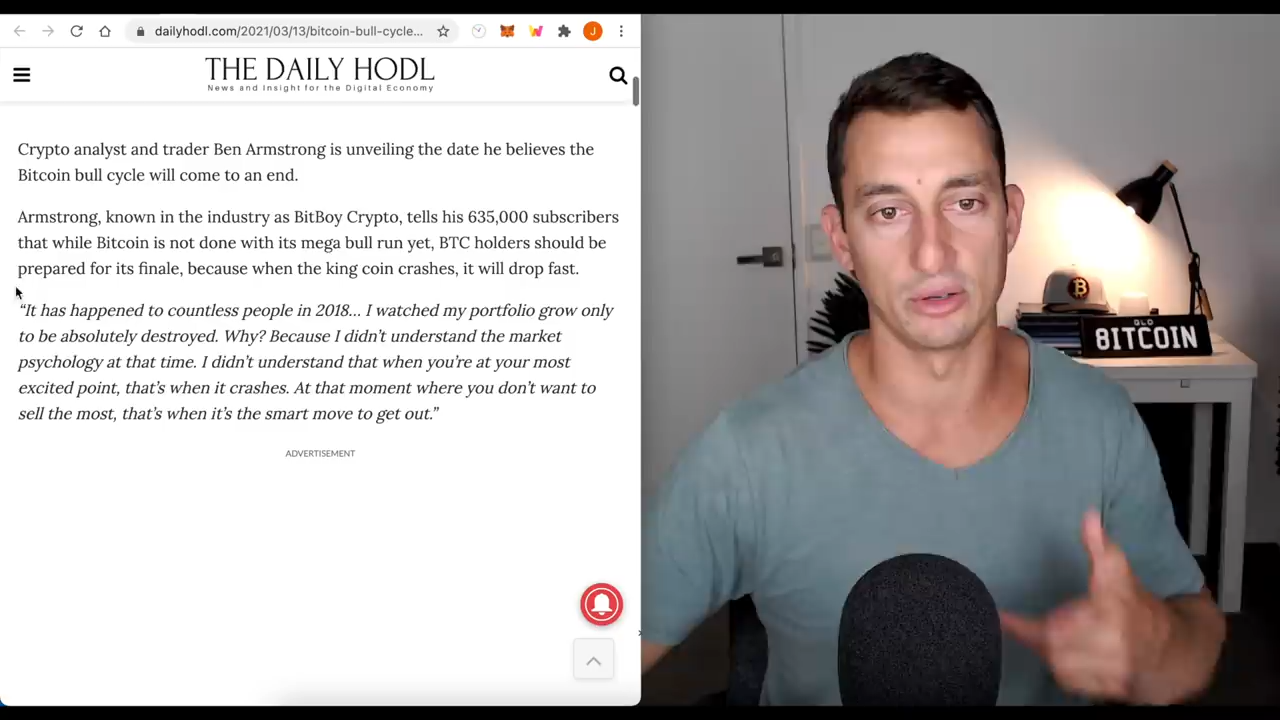 dailyhodl.com/2021/03/13/bitcoin-bull-cycle...
J
THE DAILY HODL
News and Insight for the Digital Economy
Crypto analyst and trader Ben Armstrong is unveiling the date he believes the
Bitcoin bull cycle will come to an end.
Armstrong, known in the industry as BitBoy Crypto, tells his 635,000 subscribers
that while Bitcoin is not done with its mega bull run yet, BTC holders should be
prepared for its finale, because when the king coin crashes, it will drop fast.
“It has happened to countless people in 2018… I watched my portfolio grow only
to be absolutely destroyed. Why? Because I didn’t understand the market
psychology at that time. I didn’t understand that when you’re at your most
excited point, that’s when it crashes. At that moment where you don’t want to
sell the most, that’s when it’s the smart move to get out.”
ADVERTISEMENT
QLD
8ITCOIN